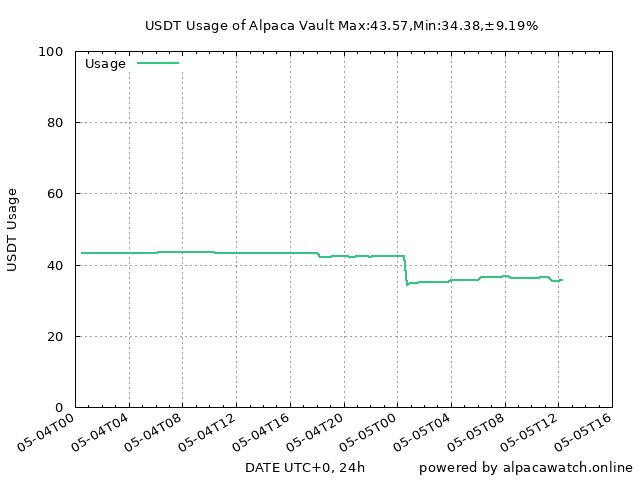 USDT Usage of Alpaca Vault Max:43.57,Min:34.38,±9.19%
Usage
100
80
60
40
20
0
USDT Usage
05-04T00
05-04T04
05-04T08
05-04T12
05-04T16
05-04T20
05-05T00
05-05T04
05-05T08
05-05T12
05-05T16
DATE UTC+0, 24h
powered by alpacawatch.online